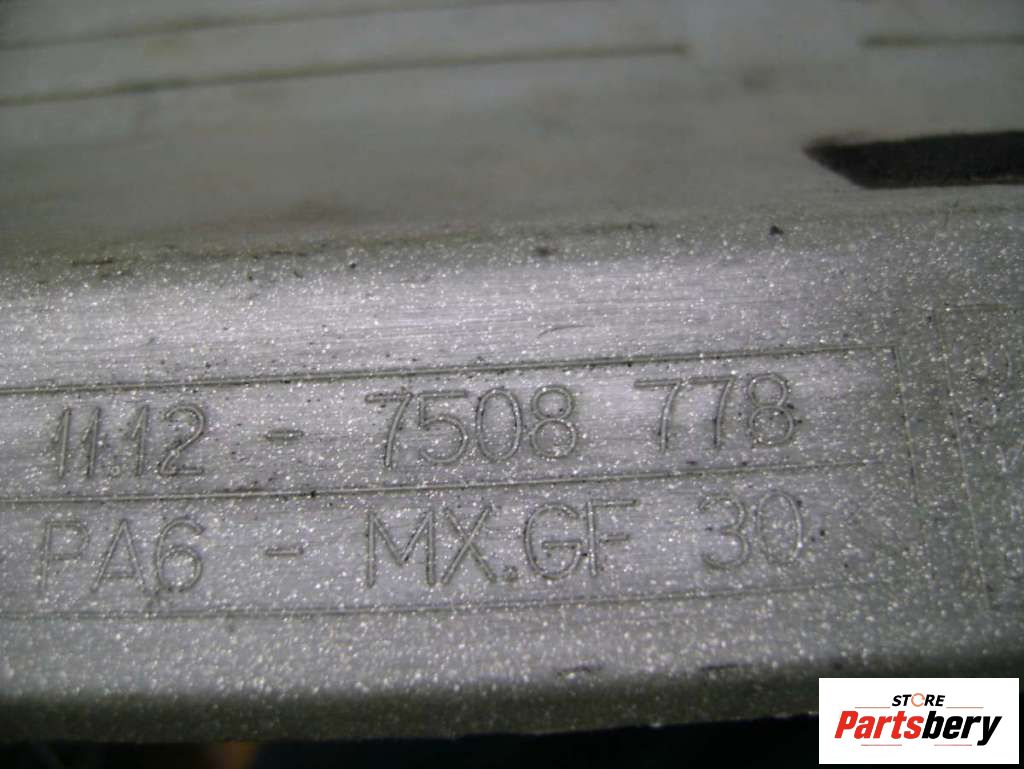 11.12 - 7508 778
PA6 - MX.GF 30
STORE
Partsbery